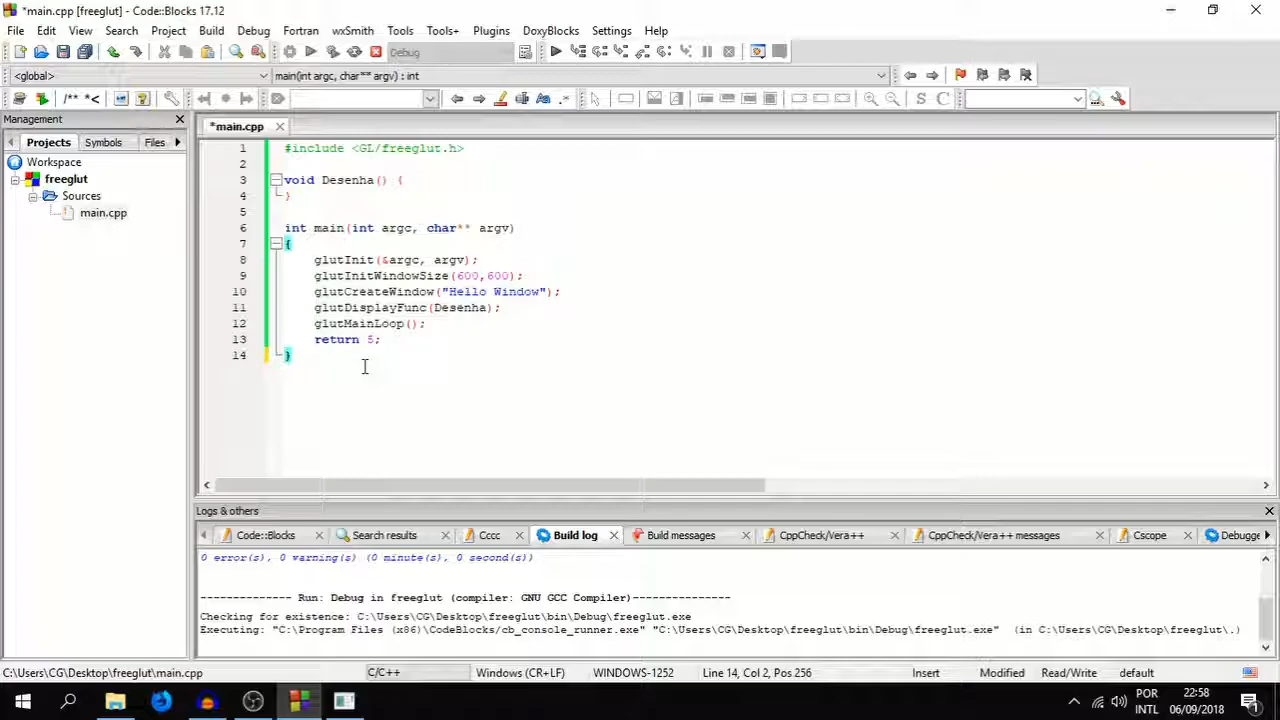 *main.cpp [freeglut] - Code::Blocks 17.12
File Edit View Search Project Build Debug Fortran wxSmith Tools Tools+ Plugins DoxyBlocks Settings Help
Debug
<global> main(int argc, char** argv) : int
/** *<
S C
Management
*main.cpp
Projects Symbols Files
Workspace
freeglut
Sources
main.cpp
1 #include <GL/freeglut.h>
2
3 void Desenha() {
4 }
5
6 int main(int argc, char** argv)
7 {
8 glutInit(&argc, argv);
9 glutInitWindowSize(600,600);
10 glutCreateWindow("Hello Window");
11 glutDisplayFunc(Desenha);
12 glutMainLoop();
13 return 5;
14 }
Logs & others
Code::Blocks Search results Cccc Build log Build messages CppCheck/Vera++ CppCheck/Vera++ messages Cscope Debugge
0 error(s), 0 warning(s) (0 minute(s), 0 second(s))
-------------- Run: Debug in freeglut (compiler: GNU GCC Compiler)---------------
Checking for existence: C:\Users\CG\Desktop\freeglut\bin\Debug\freeglut.exe
Executing: "C:\Program Files (x86)\CodeBlocks/cb_console_runner.exe" "C:\Users\CG\Desktop\freeglut\bin\Debug\freeglut.exe" (in C:\Users\CG\Desktop\freeglut\.)
C:\Users\CG\Desktop\freeglut\main.cpp C/C++ Windows (CR+LF) WINDOWS-1252 Line 14, Col 2, Pos 256 Insert Modified Read/Write default
POR 22:58
INTL 06/09/2018
1